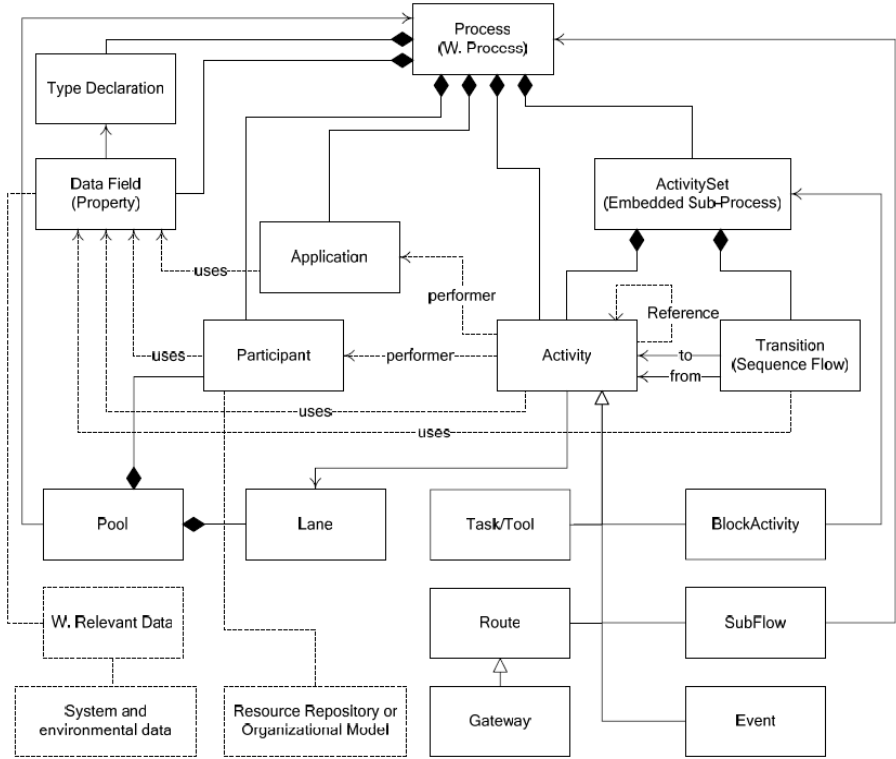 Process
(W. Process)
Type Declaration
Data Field
(Property)
ActivitySet
(Embedded Sub-Process)
Application
uses
performer
Reference
Participant
uses
performer
Activity
to
from
Transition
(Sequence Flow)
uses
uses
Pool
Lane
Task/Tool
BlockActivity
W. Relevant Data
Route
SubFlow
System and
environmental data
Resource Repository or
Organizational Model
Gateway
Event